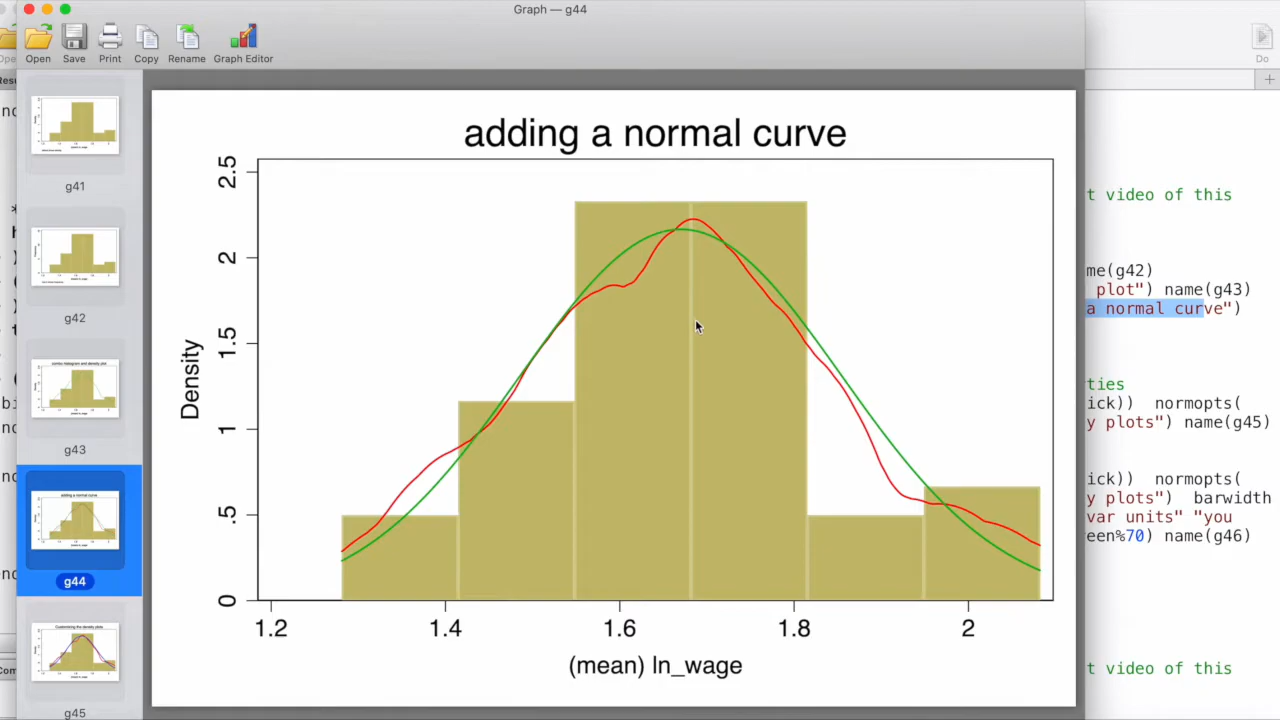 Graph — g44
Open Save Print Copy Rename Graph Editor
Do
g41
g42
g43
g44
g45
adding a normal curve
2.5
2
1.5
1
.5
0
Density
1.2 1.4 1.6 1.8 2
(mean) ln_wage
t video of this
me(g42)
plot") name(g43)
a normal curve")
ties
ick)) normopts(
y plots") name(g45)
ick)) normopts(
y plots") barwidth
var units" "you
een%70) name(g46)
t video of this